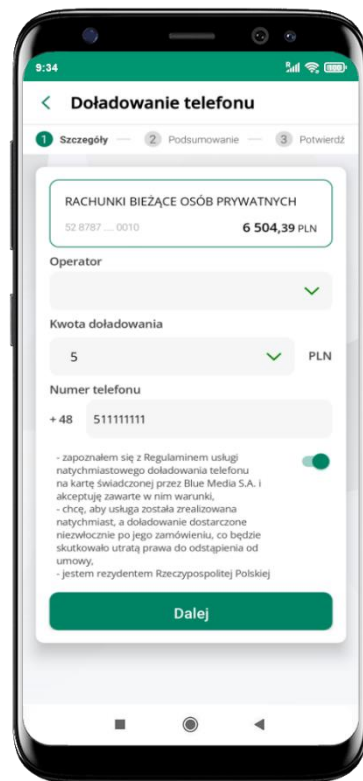 9:34
Doładowanie telefonu
1 Szczegóły 2 Podsumowanie 3 Potwierdź
RACHUNKI BIEŻĄCE OSÓB PRYWATNYCH
52 8787 .... 0010 6 504,39 PLN
Operator
Kwota doładowania
5 PLN
Numer telefonu
+ 48 511111111
- zapoznałem się z Regulaminem usługi
natychmiastowego doładowania telefonu
na kartę świadczonej przez Blue Media S.A. i
akceptuję zawarte w nim warunki,
- chcę, aby usługa została zrealizowana
natychmiast, a doładowanie dostarczone
niezwłocznie po jego zamówieniu, co będzie
skutkowało utratą prawa do odstąpienia od
umowy,
- jestem rezydentem Rzeczypospolitej Polskiej
Dalej